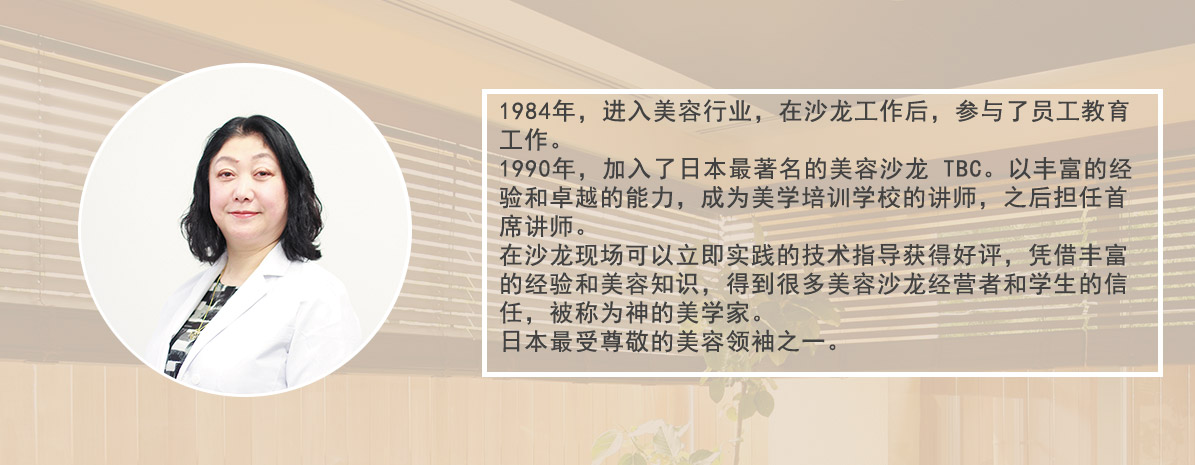 1984年，进入美容行业，在沙龙工作后，参与了员工教育
工作。
1990年，加入了日本最著名的美容沙龙 TBC。以丰富的经
验和卓越的能力，成为美学培训学校的讲师，之后担任首
席讲师。
在沙龙现场可以立即实践的技术指导获得好评，凭借丰富
的经验和美容知识，得到很多美容沙龙经营者和学生的信
任，被称为神的美学家。
日本最受尊敬的美容领袖之一。